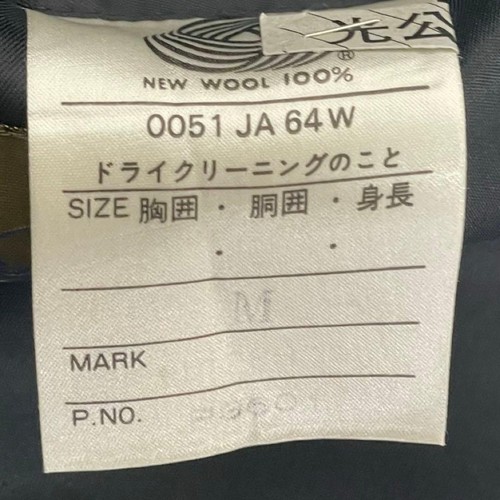 光公
®
NEW WOOL 100%
0051 JA 64W
ドライクリーニングのこと
SIZE 胸囲・胴囲・身長
・ ・
M
MARK
P.NO.